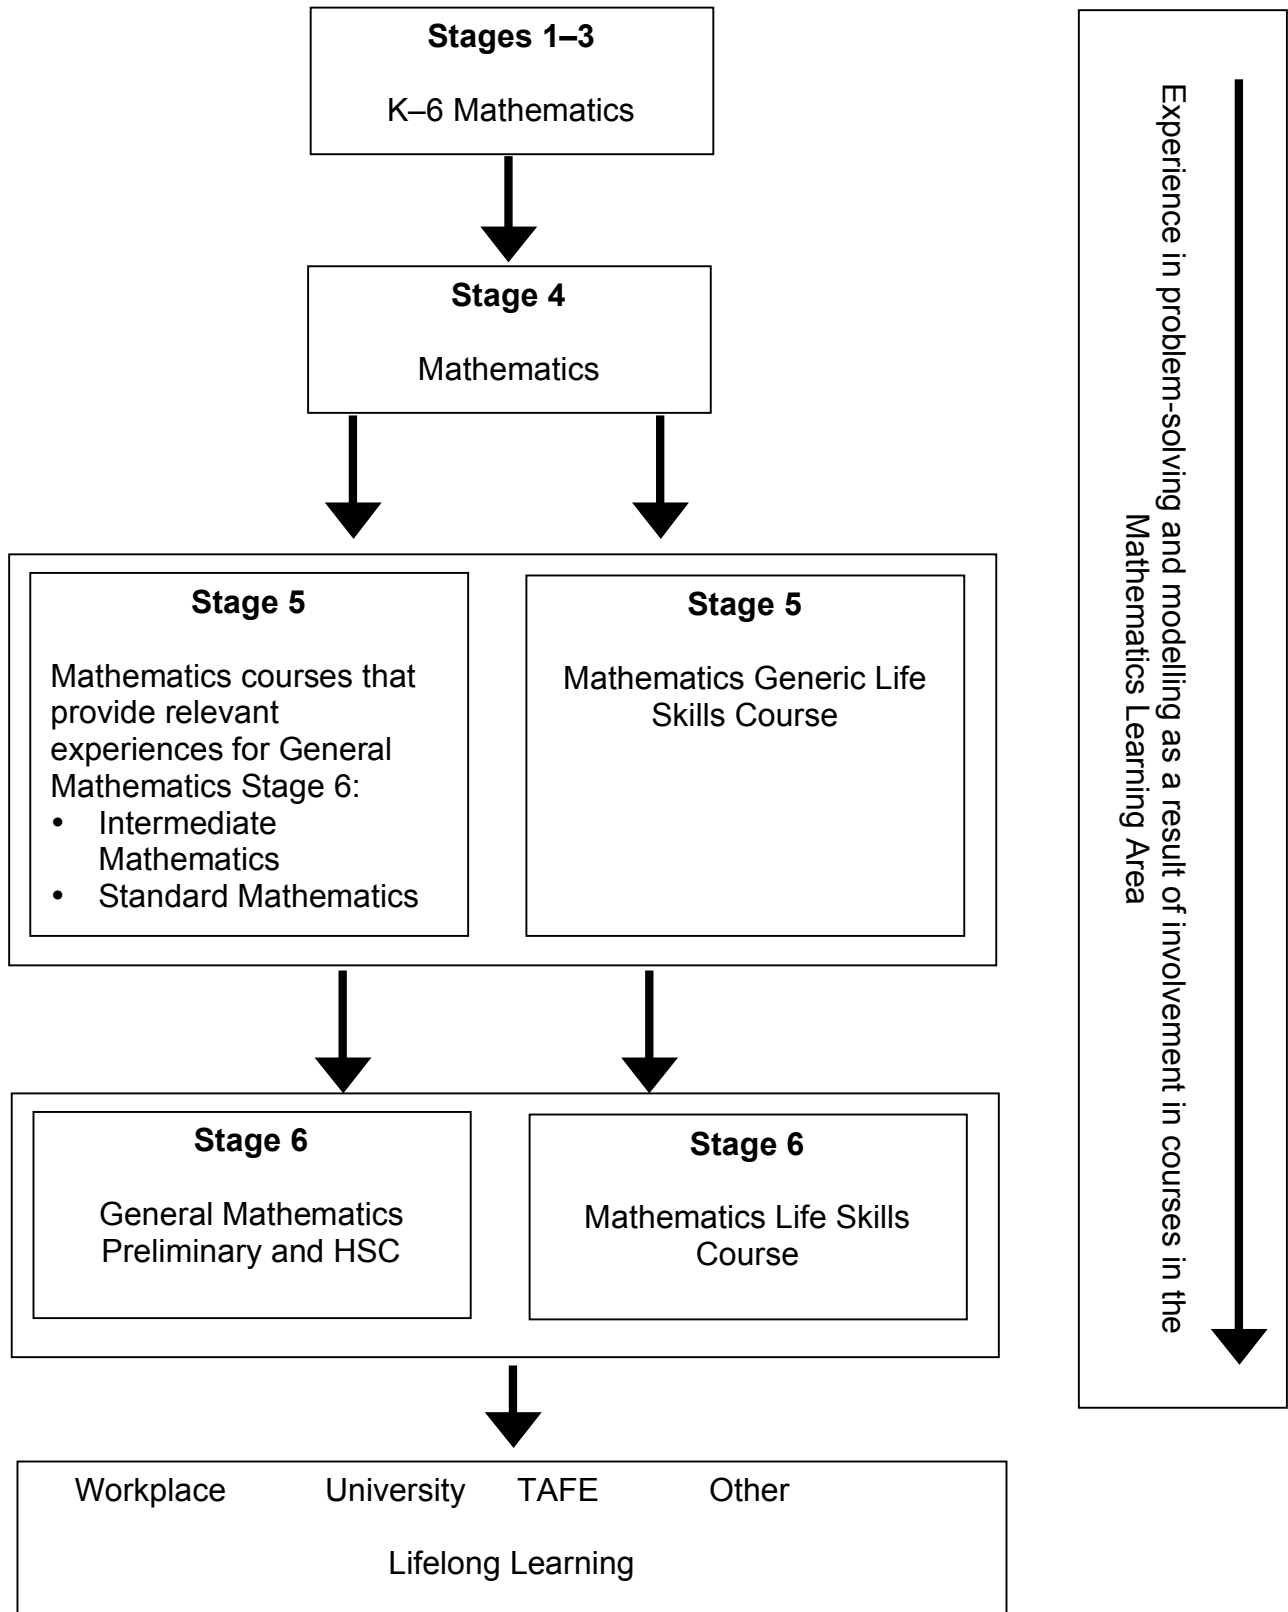 Stages 1–3
K–6 Mathematics
Stage 4
Mathematics
Stage 5
Mathematics courses that
provide relevant
experiences for General
Mathematics Stage 6:
• Intermediate
Mathematics
• Standard Mathematics
Stage 5
Mathematics Generic Life
Skills Course
Stage 6
General Mathematics
Preliminary and HSC
Stage 6
Mathematics Life Skills
Course
Workplace University TAFE Other
Lifelong Learning
Experience in problem-solving and modelling as a result of involvement in courses in the
Mathematics Learning Area